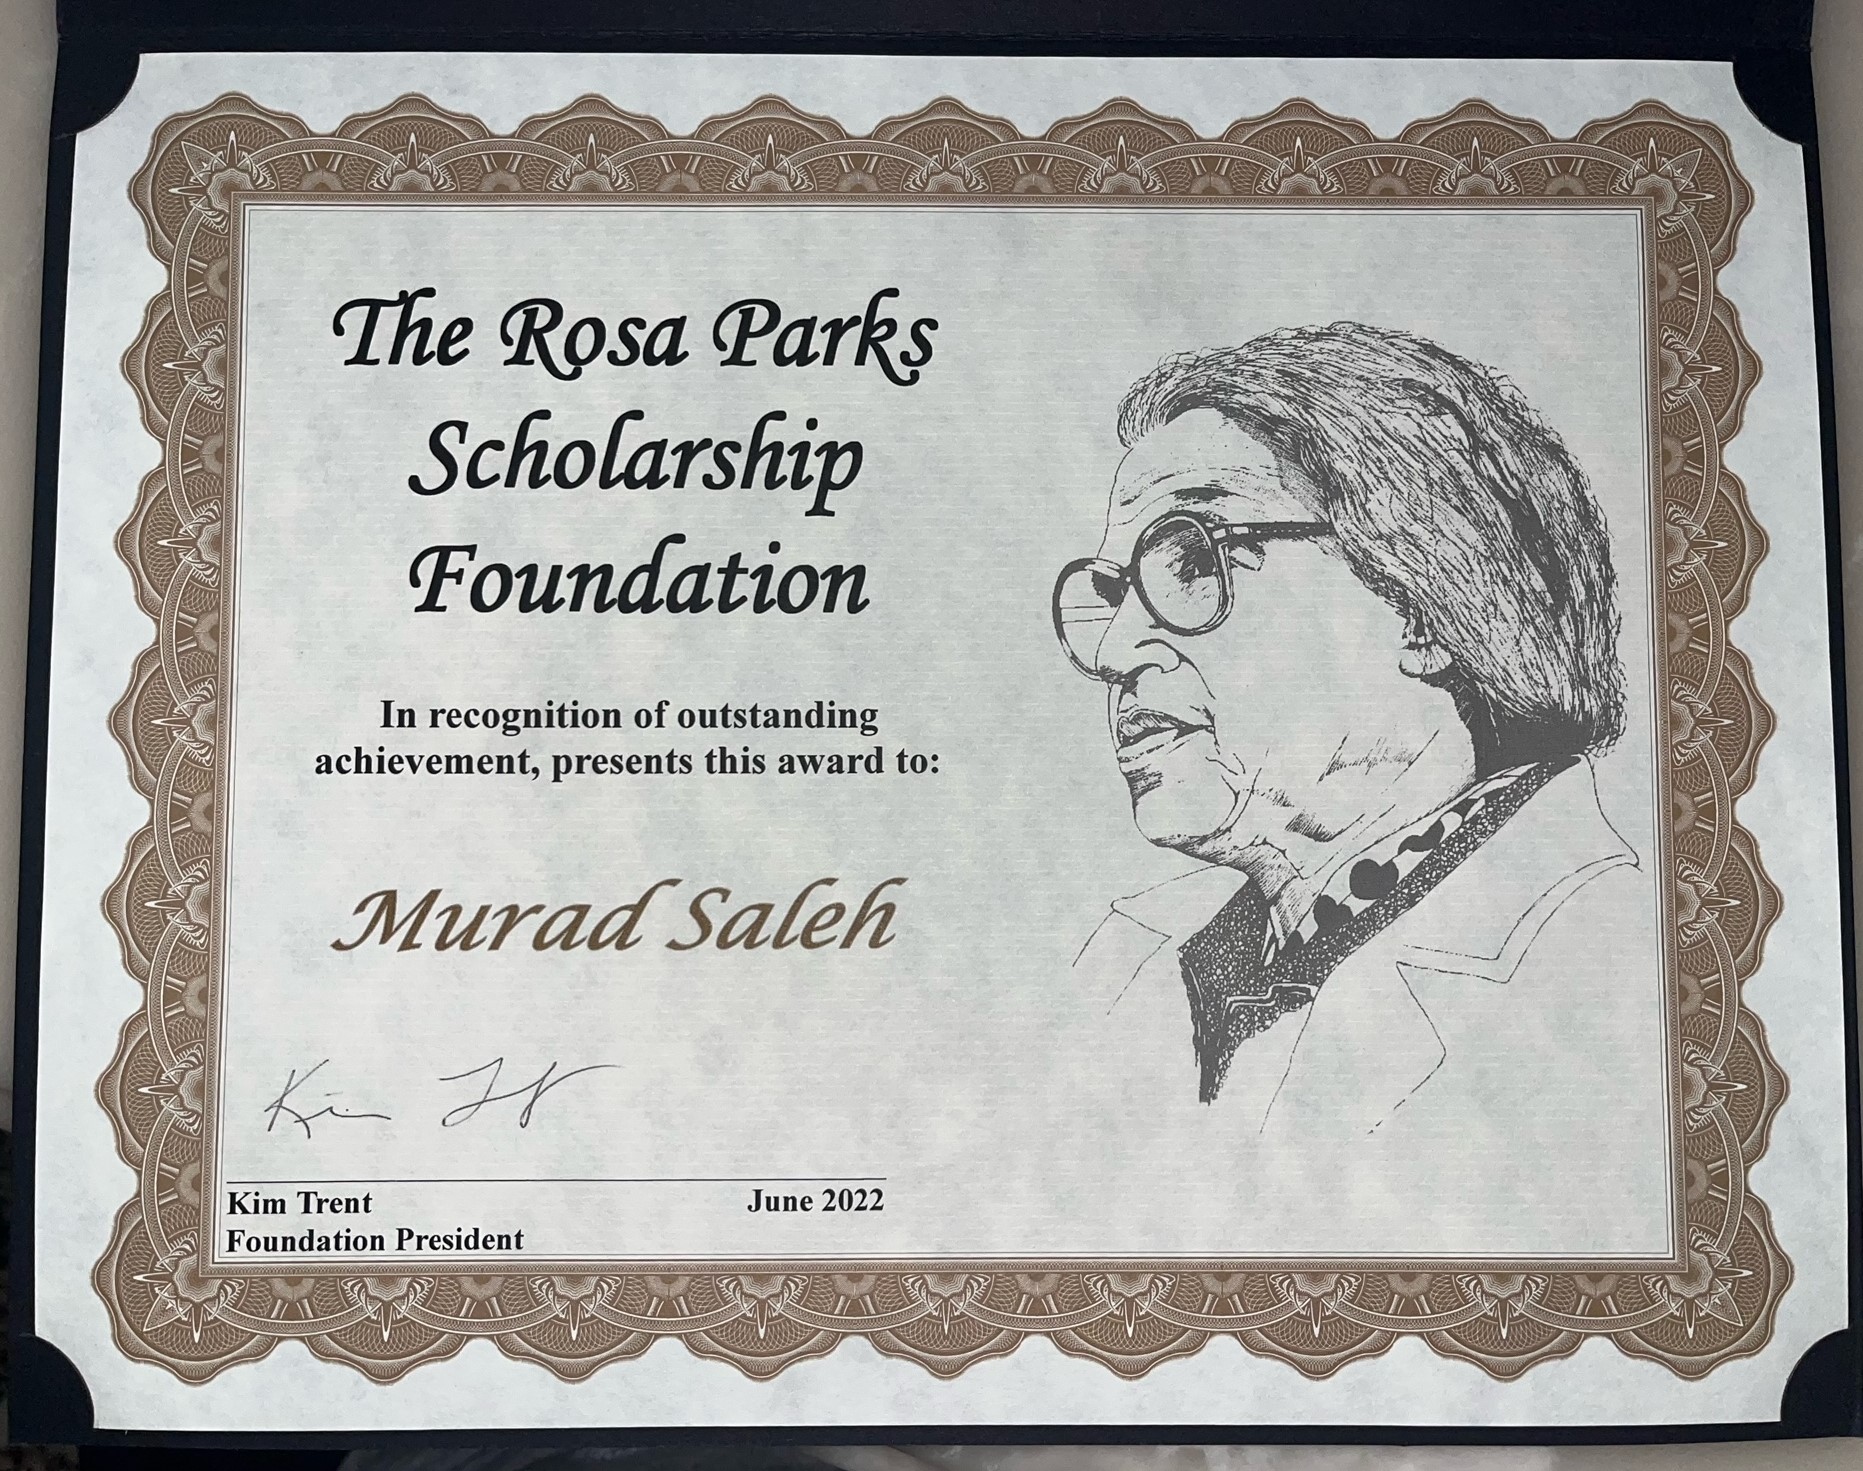 The Rosa Parks
Scholarship
Foundation
In recognition of outstanding
achievement, presents this award to:
Murad Saleh
Kim Trent
Kim Trent June 2022
Foundation President